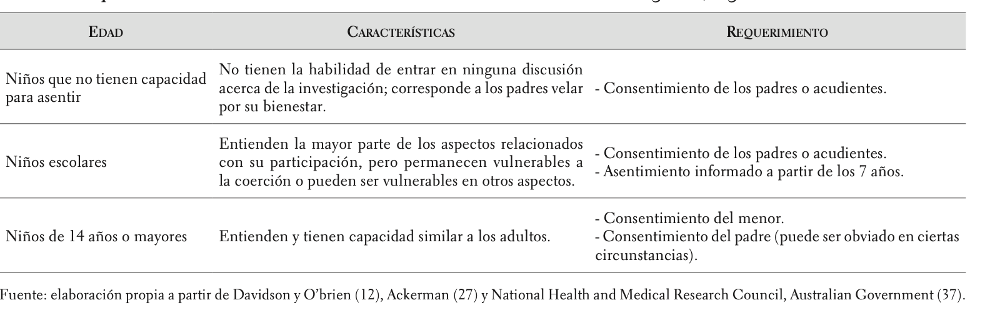 EDAD CARACTERÍSTICAS REQUERIMIENTO
Niños que no tienen capacidad
para asentir
No tienen la habilidad de entrar en ninguna discusión
acerca de la investigación; corresponde a los padres velar
por su bienestar.
- Consentimiento de los padres o acudientes.
Niños escolares
Entienden la mayor parte de los aspectos relacionados
con su participación, pero permanecen vulnerables a
la coerción o pueden ser vulnerables en otros aspectos.
- Consentimiento de los padres o acudientes.
- Asentimiento informado a partir de los 7 años.
Niños de 14 años o mayores
Entienden y tienen capacidad similar a los adultos.
- Consentimiento del menor.
- Consentimiento del padre (puede ser obviado en ciertas
circunstancias).
Fuente: elaboración propia a partir de Davidson y O’brien (12), Ackerman (27) y National Health and Medical Research Council, Australian Government (37).